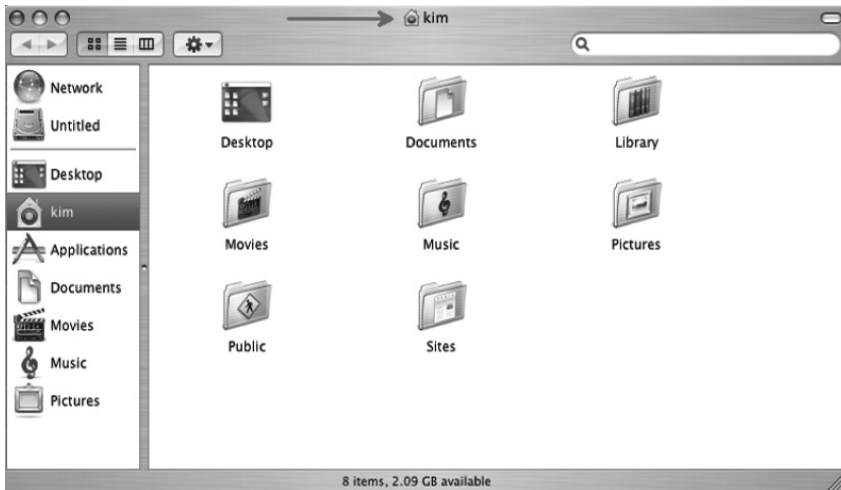 kim
Network
Untitled
Desktop
kim
Applications
Documents
Movies
Music
Pictures
Desktop Documents Library
Movies Music Pictures
Public Sites
8 items, 2.09 GB available